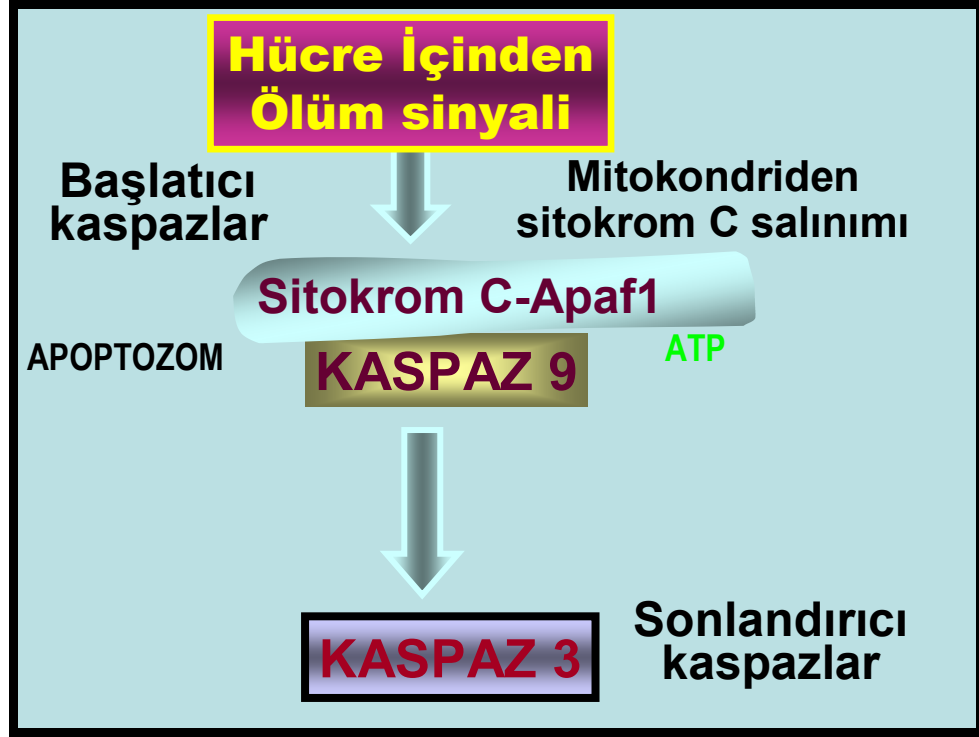 Hücre İçinden
Ölüm sinyali
Başlatıcı
kaspazlar
Mitokondriden
sitokrom C salınımı
Sitokrom C-Apaf1
APOPTOZOM
KASPAZ 9
ATP
KASPAZ 3
Sonlandırıcı
kaspazlar